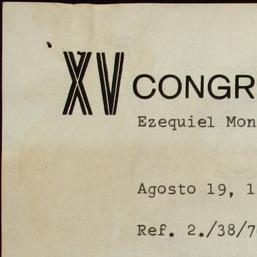 XV CONGR
Ezequiel Mon
Agosto 19, 1
Ref. 2./38/7